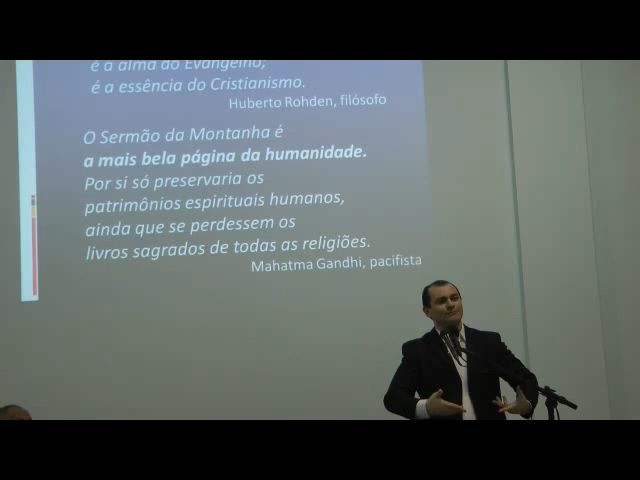 é a alma do Evangelho,
é a essência do Cristianismo.
Huberto Rohden, filósofo
O Sermão da Montanha é
a mais bela página da humanidade.
Por si só preservaria os
patrimônios espirituais humanos,
ainda que se perdessem os
livros sagrados de todas as religiões.
Mahatma Gandhi, pacifista